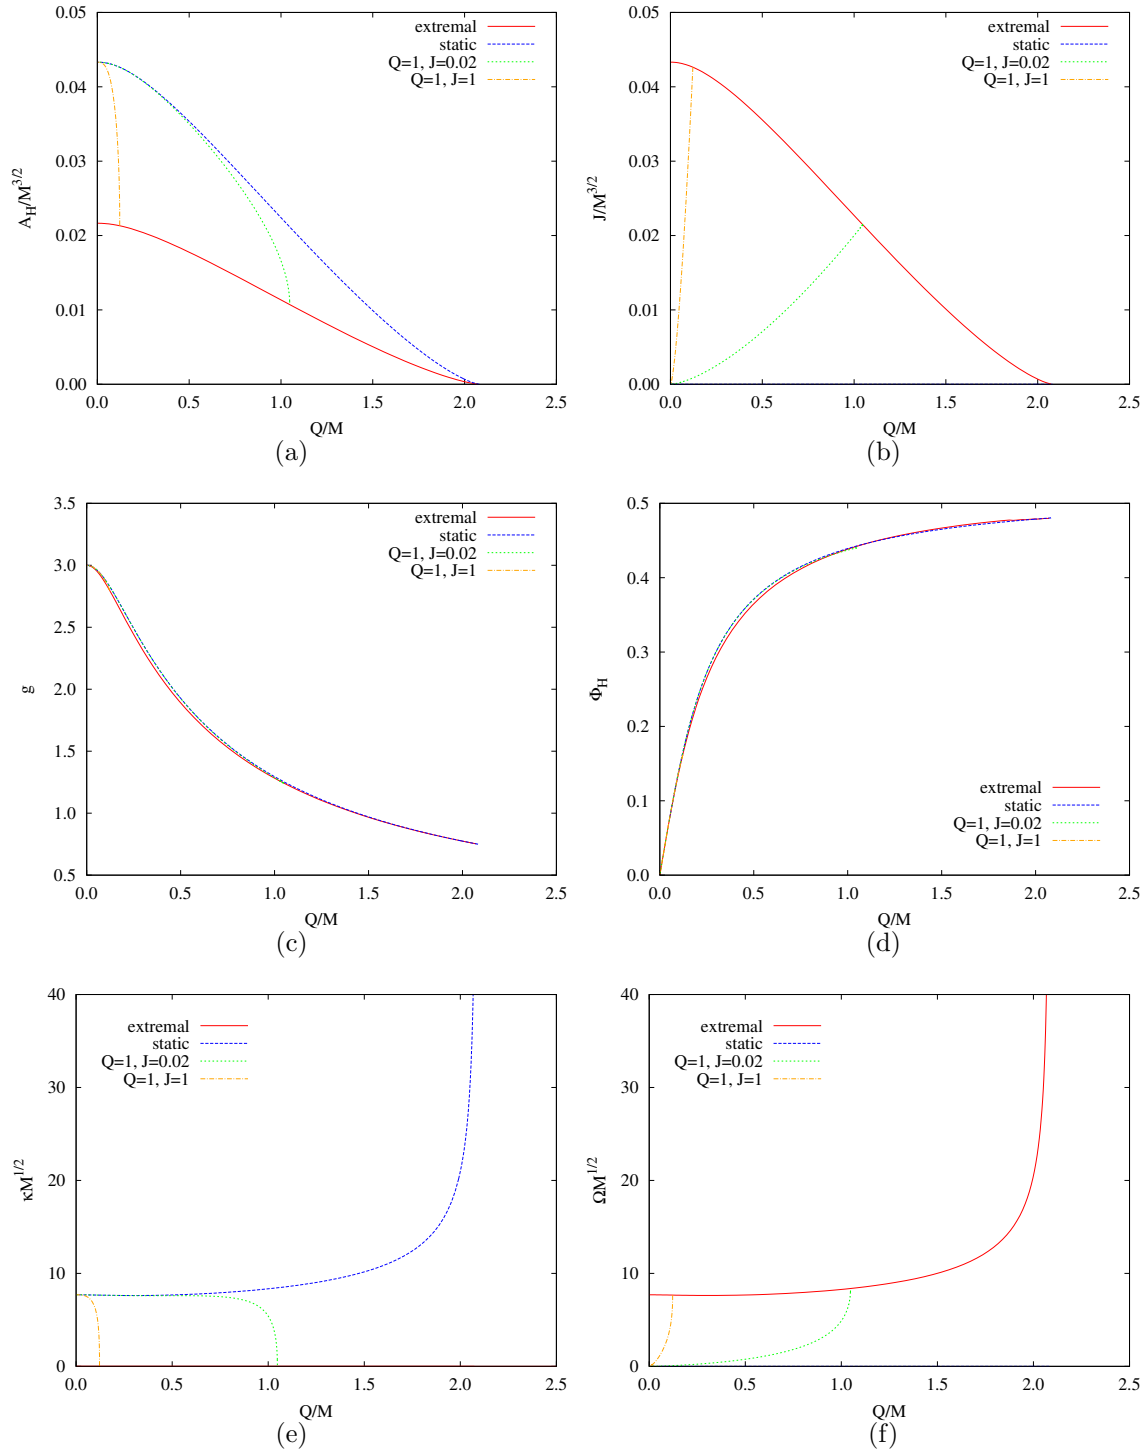 0.05
0.04
0.03
0.02
0.01
0.00
A_H/M^{3/2}
extremal
static
Q=1, J=0.02
Q=1, J=1
0.0 0.5 1.0 1.5 2.0 2.5
Q/M
(a)
0.05
0.04
0.03
0.02
0.01
0.00
J/M^{3/2}
extremal
static
Q=1, J=0.02
Q=1, J=1
0.0 0.5 1.0 1.5 2.0 2.5
Q/M
(b)
3.5
3.0
2.5
2.0
1.5
1.0
0.5
g
extremal
static
Q=1, J=0.02
Q=1, J=1
0.0 0.5 1.0 1.5 2.0 2.5
Q/M
(c)
0.5
0.4
0.3
0.2
0.1
0.0
Φ_H
extremal
static
Q=1, J=0.02
Q=1, J=1
0.0 0.5 1.0 1.5 2.0 2.5
Q/M
(d)
40
30
20
10
0
κM^{1/2}
extremal
static
Q=1, J=0.02
Q=1, J=1
0.0 0.5 1.0 1.5 2.0 2.5
Q/M
(e)
40
30
20
10
0
ΩM^{1/2}
extremal
static
Q=1, J=0.02
Q=1, J=1
0.0 0.5 1.0 1.5 2.0 2.5
Q/M
(f)